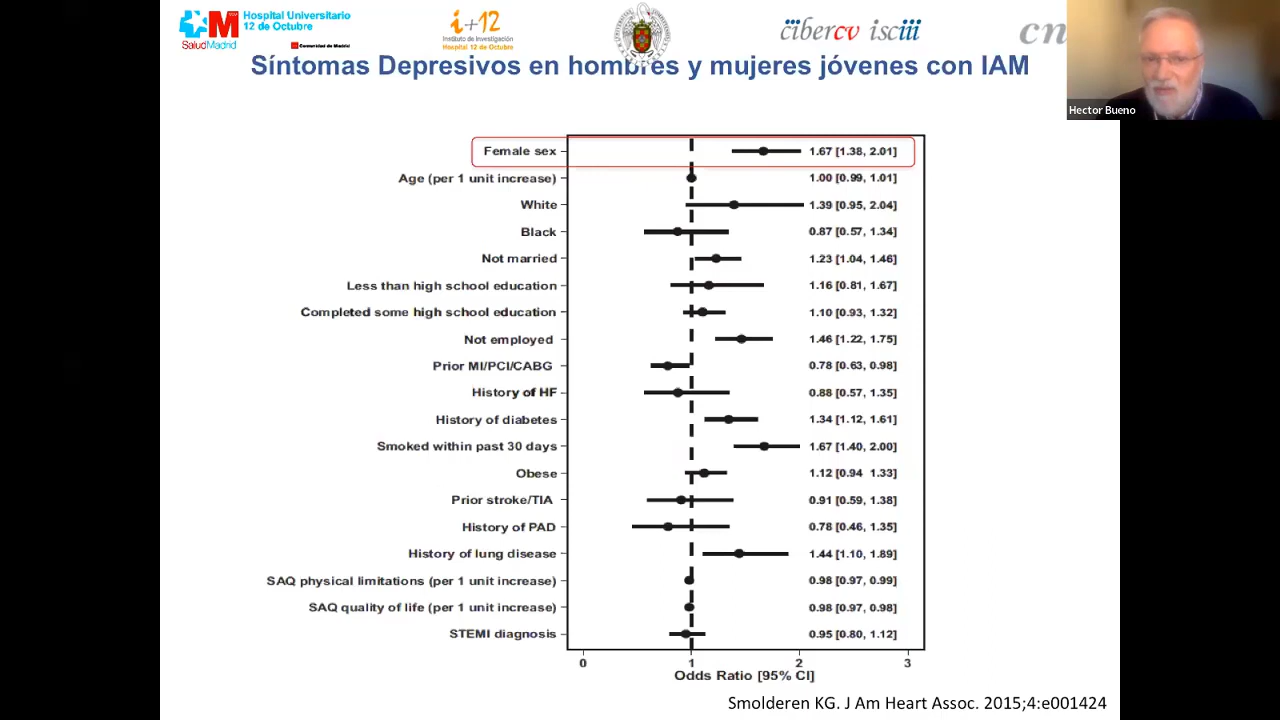 SaludMadrid
Hospital Universitario
12 de Octubre
Comunidad de Madrid
i+12
Instituto de Investigación
Hospital 12 de Octubre
cibercv isciii
cn
Hector Bueno
Síntomas Depresivos en hombres y mujeres jóvenes con IAM
Female sex 1.67 [1.38, 2.01]
Age (per 1 unit increase) 1.00 [0.99, 1.01]
White 1.39 [0.95, 2.04]
Black 0.87 [0.57, 1.34]
Not married 1.23 [1.04, 1.46]
Less than high school education 1.16 [0.81, 1.67]
Completed some high school education 1.10 [0.93, 1.32]
Not employed 1.46 [1.22, 1.75]
Prior MI/PCI/CABG 0.78 [0.63, 0.98]
History of HF 0.88 [0.57, 1.35]
History of diabetes 1.34 [1.12, 1.61]
Smoked within past 30 days 1.67 [1.40, 2.00]
Obese 1.12 [0.94 1.33]
Prior stroke/TIA 0.91 [0.59, 1.38]
History of PAD 0.78 [0.46, 1.35]
History of lung disease 1.44 [1.10, 1.89]
SAQ physical limitations (per 1 unit increase) 0.98 [0.97, 0.99]
SAQ quality of life (per 1 unit increase) 0.98 [0.97, 0.98]
STEMI diagnosis 0.95 [0.80, 1.12]
0 1 2 3
Odds Ratio [95% CI]
Smolderen KG. J Am Heart Assoc. 2015;4:e001424